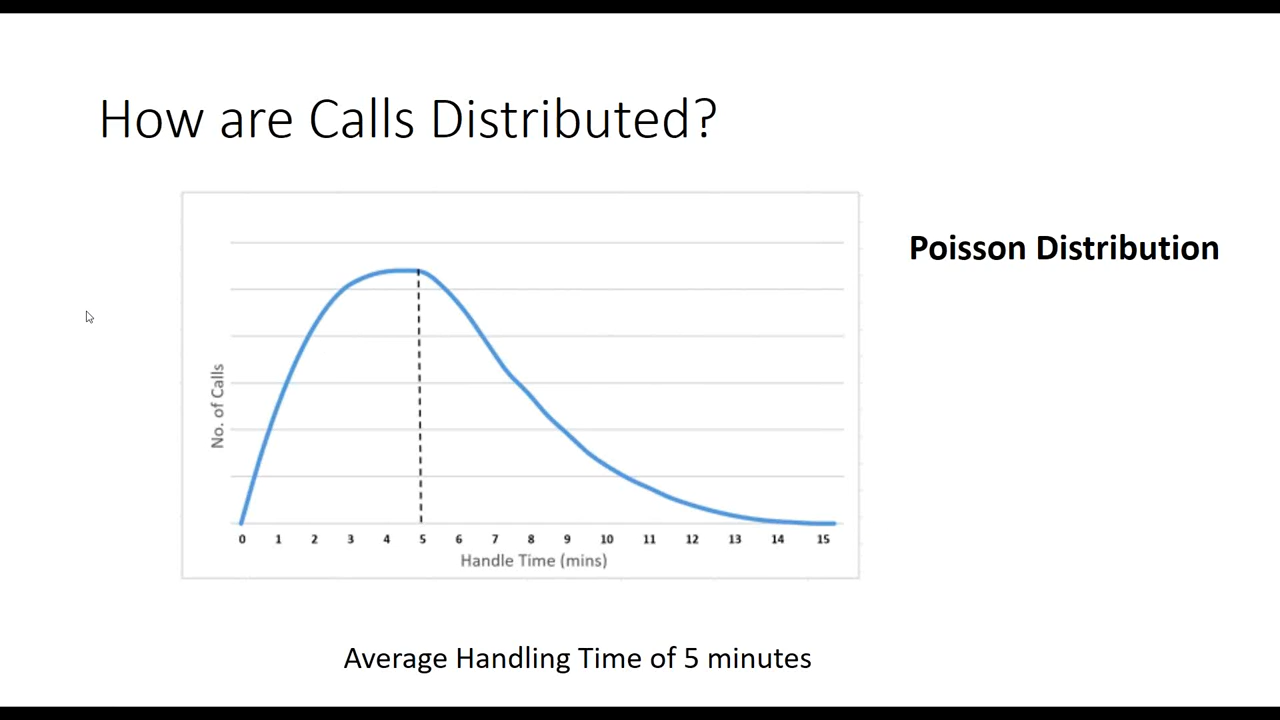 How are Calls Distributed?
Poisson Distribution
No. of Calls
0 1 2 3 4 5 6 7 8 9 10 11 12 13 14 15
Handle Time (mins)
Average Handling Time of 5 minutes